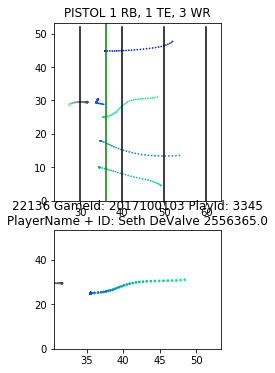 PISTOL 1 RB, 1 TE, 3 WR
50
40
30
20
10
0
30 40 50 60
22136 GameId: 2017100103 PlayId: 3345
PlayerName + ID: Seth DeValve 2556365.0
40
20
0
35 40 45 50